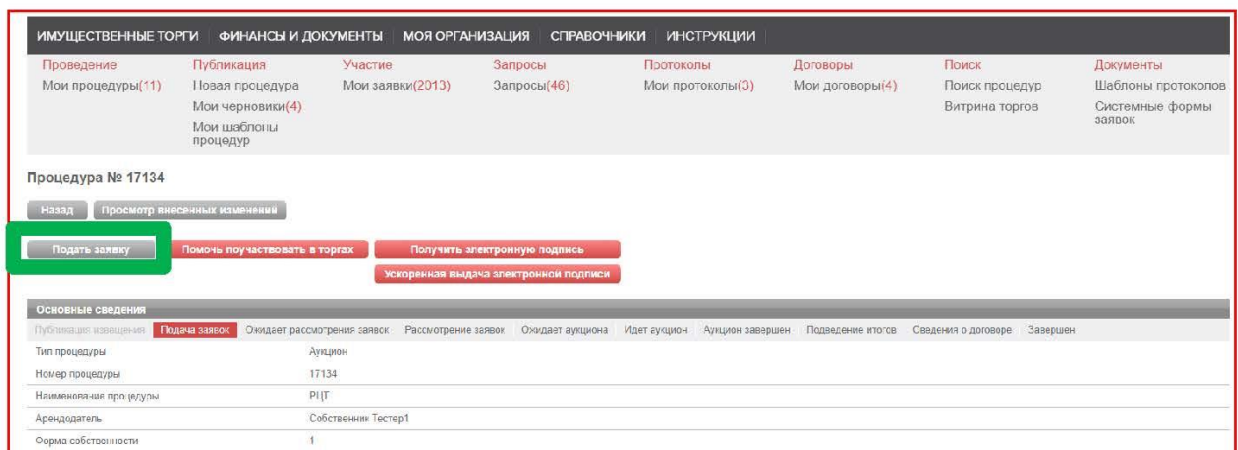 ИМУЩЕСТВЕННЫЕ ТОРГИ ФИНАНСЫ И ДОКУМЕНТЫ МОЯ ОРГАНИЗАЦИЯ СПРАВОЧНИКИ ИНСТРУКЦИИ
Проведение Публикация Участие Запросы Протоколы Договоры Поиск Документы
Мои процедуры(11) Новая процедура Мои заявки(2013) Запросы(46) Мои протоколы(3) Мои договоры(4) Поиск процедур Шаблоны протоколов
Мои черновики(4) Витрина торгов Системные формы
заявок
Мои шаблоны
процедур
Процедура № 17134
Назад Просмотр внесенных изменений
Подать заявку Помочь поучаствовать в торгах Получить электронную подпись
Ускоренная выдача электронной подписи
Основные сведения
Публикация извещения Подача заявок Ожидает рассмотрения заявок Рассмотрение заявок Ожидает аукциона Идет аукцион Аукцион завершен Подведение итогов Сведения о договоре Завершен
Тип процедуры Аукцион
Номер процедуры 17134
Наименование процедуры РЦТ
Арендодатель Собственник Тестер1
Форма собственности 1